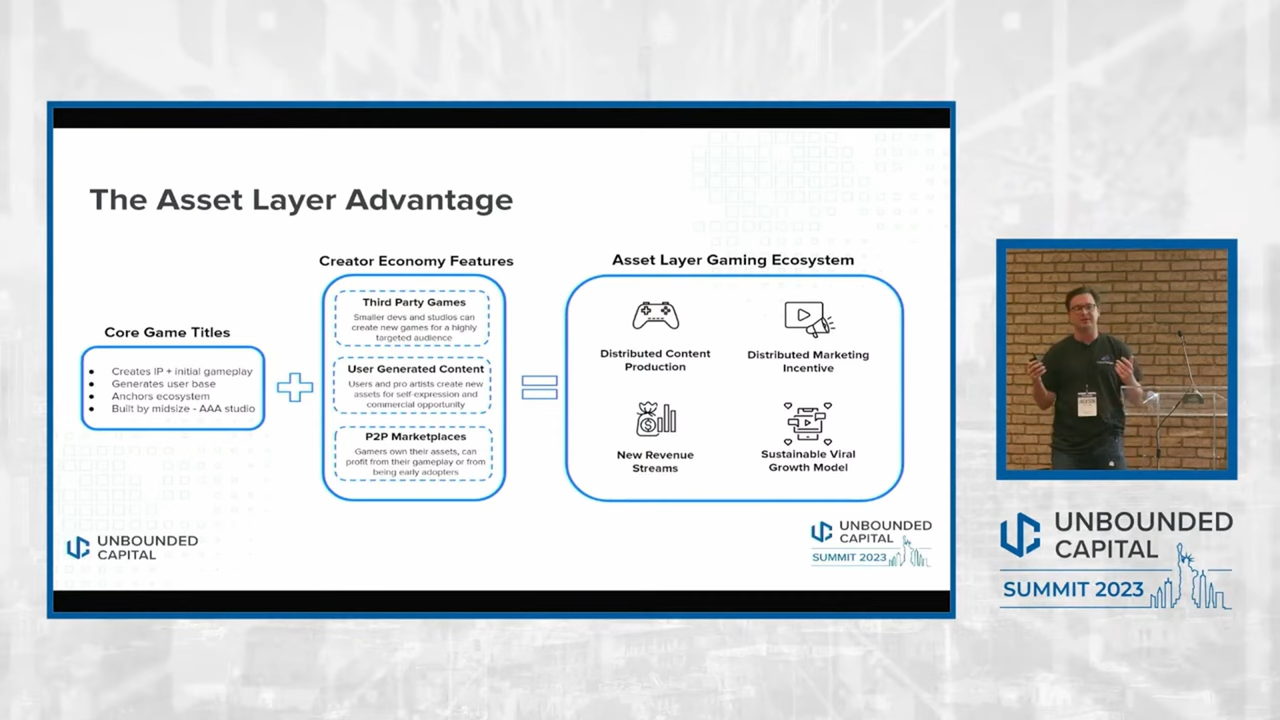 The Asset Layer Advantage
Core Game Titles
Creates IP + initial gameplay
Generates user base
Anchors ecosystem
Built by midsize - AAA studio
Creator Economy Features
Third Party Games
Smaller devs and studios can
create new games for a highly
targeted audience
User Generated Content
Users and pro artists create new
assets for self-expression and
commercial opportunity
P2P Marketplaces
Gamers own their assets, can
profit from their gameplay or from
being early adopters
Asset Layer Gaming Ecosystem
Distributed Content
Production
Distributed Marketing
Incentive
New Revenue
Streams
Sustainable Viral
Growth Model
UNBOUNDED
CAPITAL
UNBOUNDED
CAPITAL
SUMMIT 2023
UNBOUNDED
CAPITAL
SUMMIT 2023